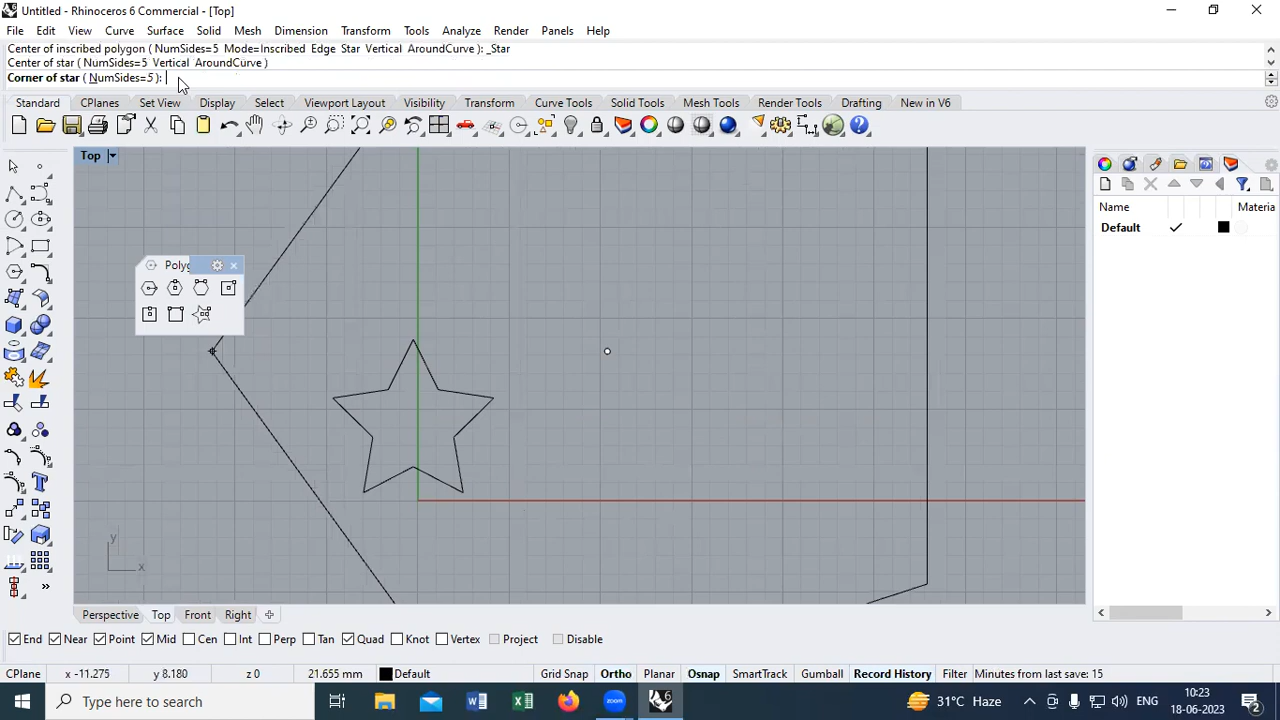 Untitled - Rhinoceros 6 Commercial - [Top]
File Edit View Curve Surface Solid Mesh Dimension Transform Tools Analyze Render Panels Help
Center of inscribed polygon ( NumSides=5 Mode=Inscribed Edge Star Vertical AroundCurve ): _Star
Center of star ( NumSides=5 Vertical AroundCurve )
Corner of star ( NumSides=5 ):
Standard CPlanes Set View Display Select Viewport Layout Visibility Transform Curve Tools Solid Tools Mesh Tools Render Tools Drafting New in V6
Top
Name Materia
Default
Polyg
y
x
Perspective Top Front Right
End Near Point Mid Cen Int Perp Tan Quad Knot Vertex Project Disable
CPlane x -11.275 y 8.180 z 0 21.655 mm Default Grid Snap Ortho Planar Osnap SmartTrack Gumball Record History Filter Minutes from last save: 15
Type here to search
zoom
31°C Haze
ENG
10:23
18-06-2023
2